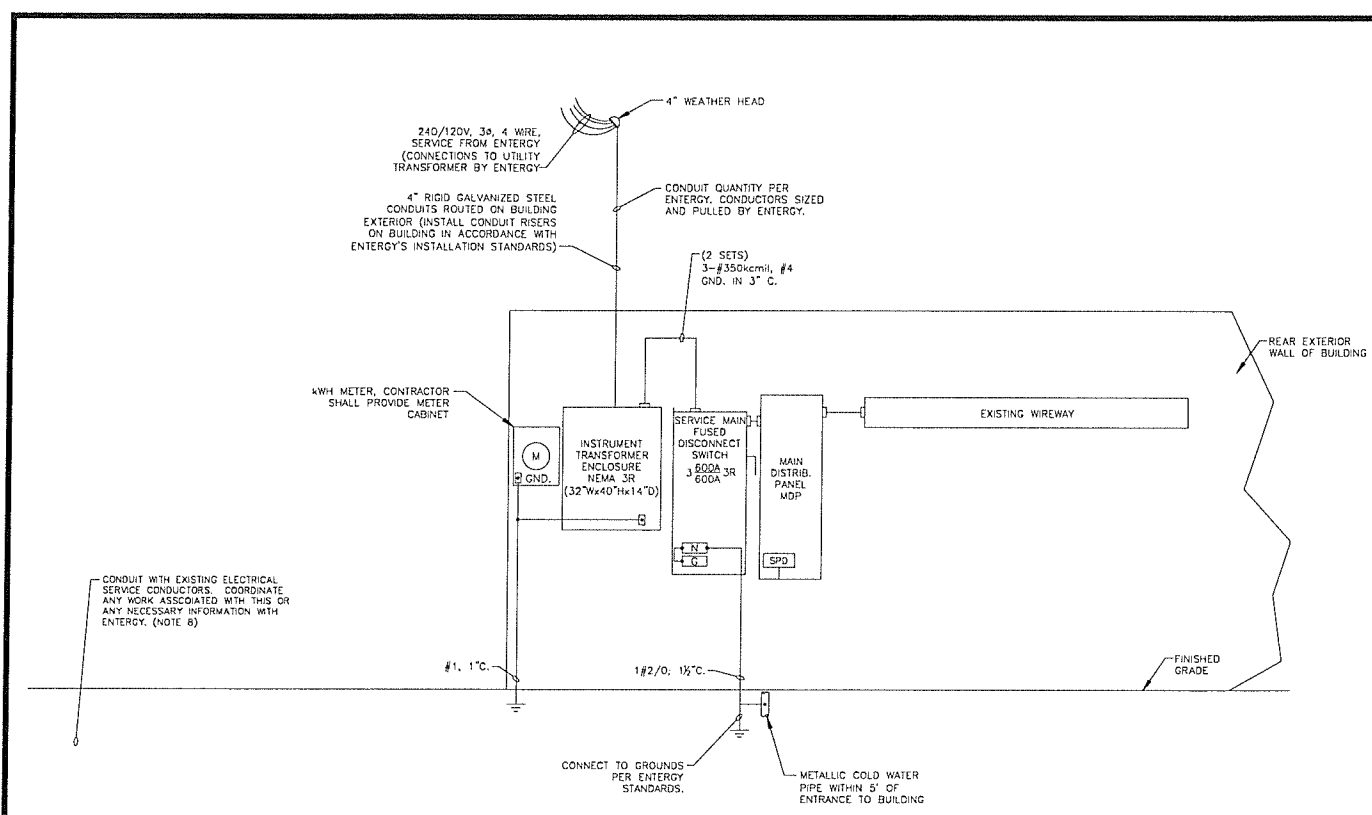 4" WEATHER HEAD
240/120V, 3ø, 4 WIRE,
SERVICE FROM ENTERGY
(CONNECTIONS TO UTILITY
TRANSFORMER BY ENTERGY
4" RIGID GALVANIZED STEEL
CONDUITS ROUTED ON BUILDING
EXTERIOR (INSTALL CONDUIT RISERS
ON BUILDING IN ACCORDANCE WITH
ENTERGY'S INSTALLATION STANDARDS)
CONDUIT QUANTITY PER
ENTERGY. CONDUCTORS SIZED
AND PULLED BY ENTERGY.
(2 SETS)
3-#350kcmil, #4
GND. IN 3" C.
REAR EXTERIOR
WALL OF BUILDING
kWH METER, CONTRACTOR
SHALL PROVIDE METER
CABINET
M
GND.
INSTRUMENT
TRANSFORMER
ENCLOSURE
NEMA 3R
(32"Wx40"Hx14"D)
SERVICE MAIN
FUSED
DISCONNECT
SWITCH
3 600A/600A 3R
N
G
MAIN
DISTRIB.
PANEL
MDP
SPD
EXISTING WIREWAY
CONDUIT WITH EXISTING ELECTRICAL
SERVICE CONDUCTORS. COORDINATE
ANY WORK ASSCOIATED WITH THIS OR
ANY NECESSARY INFORMATION WITH
ENTERGY. (NOTE 8)
#1, 1"C.
1#2/0; 1½"C.
FINISHED
GRADE
CONNECT TO GROUNDS
PER ENTERGY
STANDARDS.
METALLIC COLD WATER
PIPE WITHIN 5' OF
ENTRANCE TO BUILDING